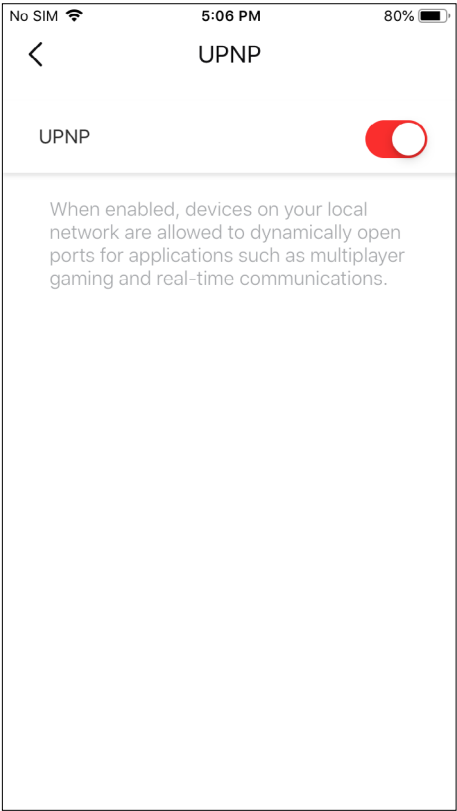 No SIM 5:06 PM 80%
UPNP
UPNP
When enabled, devices on your local
network are allowed to dynamically open
ports for applications such as multiplayer
gaming and real-time communications.